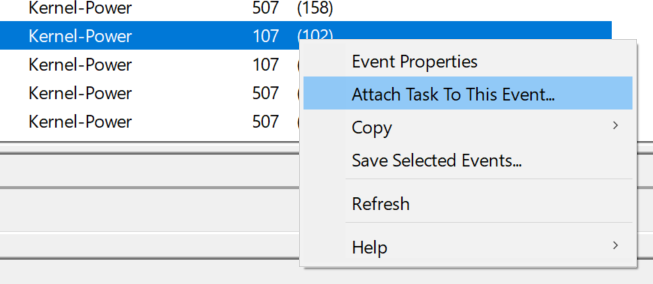 Kernel-Power 507 (158)
Kernel-Power 107 (102)
Kernel-Power 107 (
Kernel-Power 507 (
Kernel-Power 507 (
Event Properties
Attach Task To This Event...
Copy
Save Selected Events...
Refresh
Help